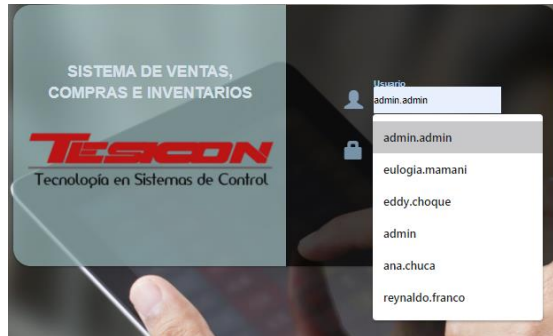 SISTEMA DE VENTAS,
COMPRAS E INVENTARIOS
TESICON
Tecnología en Sistemas de Control
Usuario
admin.admin
admin.admin
eulogia.mamani
eddy.choque
admin
ana.chuca
reynaldo.franco